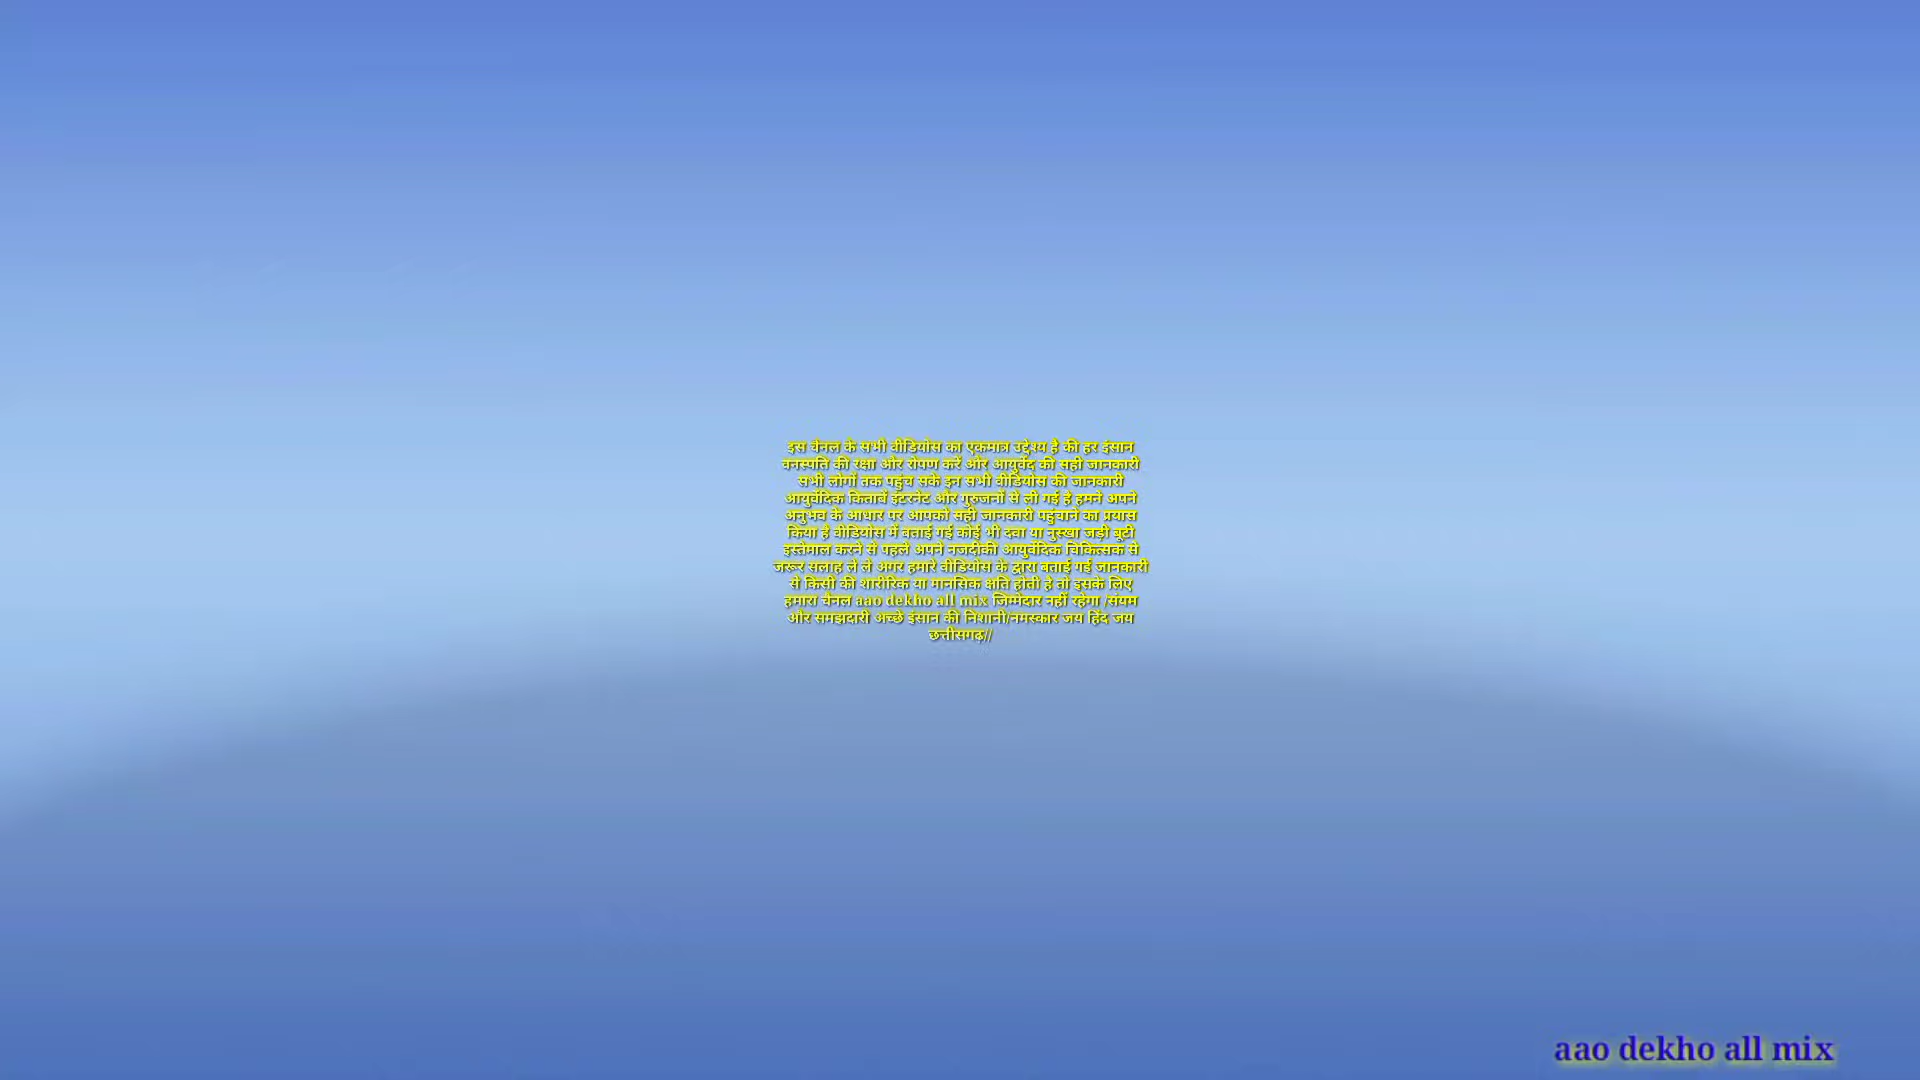 इस चैनल के सभी वीडियोस का एकमात्र उद्देश्य है की हर इंसान
वनस्पति की रक्षा और रोपण करें और आयुर्वेद की सही जानकारी
सभी लोगों तक पहुंच सके इन सभी वीडियोस की जानकारी
आयुर्वेदिक किताबें इंटरनेट और गुरुजनों से ली गई है हमने अपने
अनुभव के आधार पर आपको सही जानकारी पहुंचाने का प्रयास
किया है वीडियोस में बताई गई कोई भी दवा या नुस्खा जड़ी बूटी
इस्तेमाल करने से पहले अपने नजदीकी आयुर्वेदिक चिकित्सक से
जरूर सलाह ले ले अगर हमारे वीडियोस के द्वारा बताई गई जानकारी
से किसी की शारीरिक या मानसिक क्षति होती है तो इसके लिए
हमारा चैनल aao dekho all mix जिम्मेदार नहीं रहेगा /संयम
और समझदारी अच्छे इंसान की निशानी/नमस्कार जय हिंद जय
छत्तीसगढ़//
aao dekho all mix